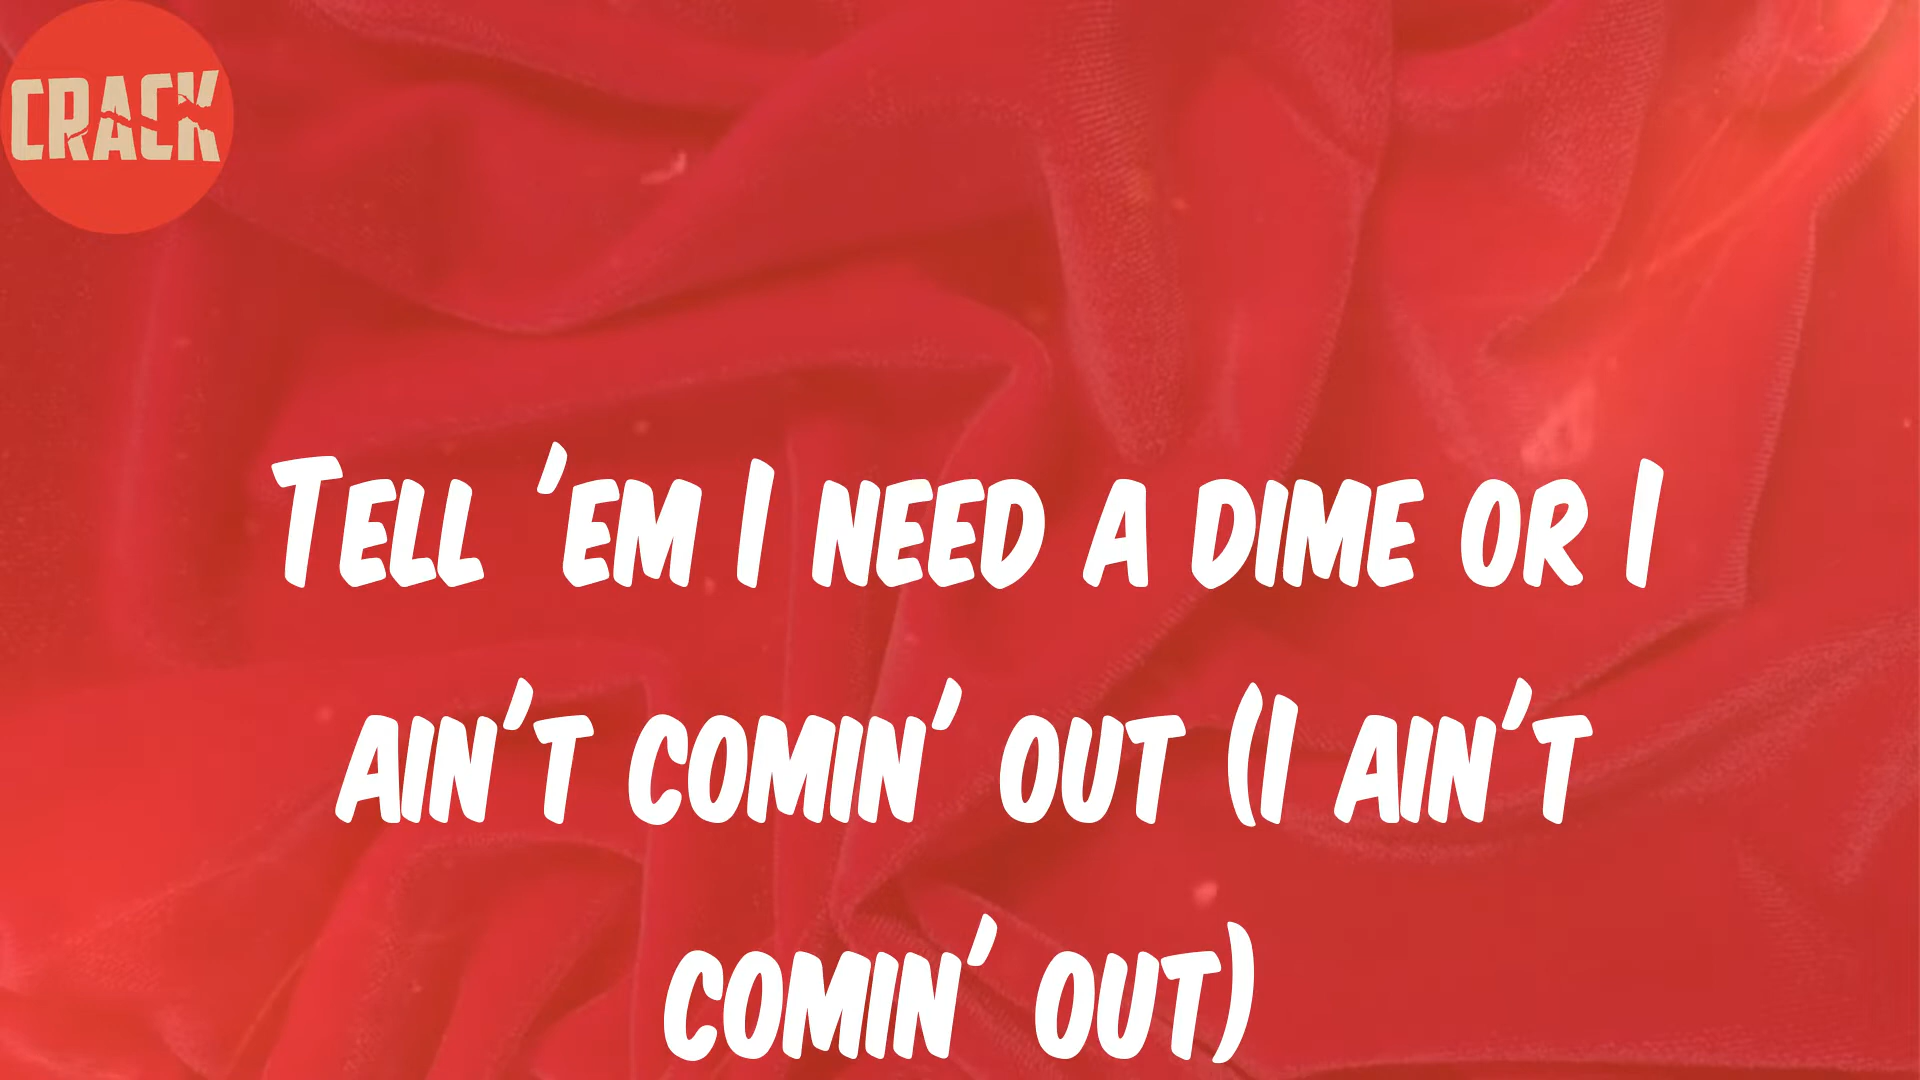 CRACK
Tell 'em I need a dime or I
ain't comin' out (I ain't
comin' out)